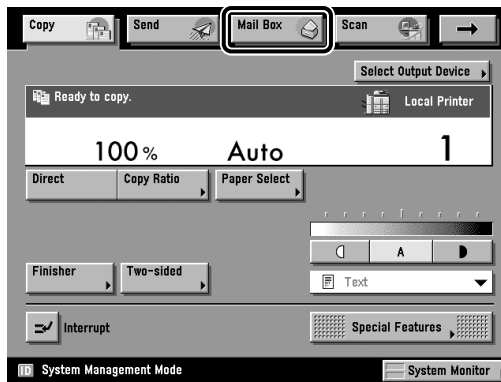 Copy Send Mail Box Scan
Select Output Device
Ready to copy. Local Printer
100 % Auto 1
Direct Copy Ratio Paper Select
A
Finisher Two-sided Text
Interrupt Special Features
ID System Management Mode System Monitor